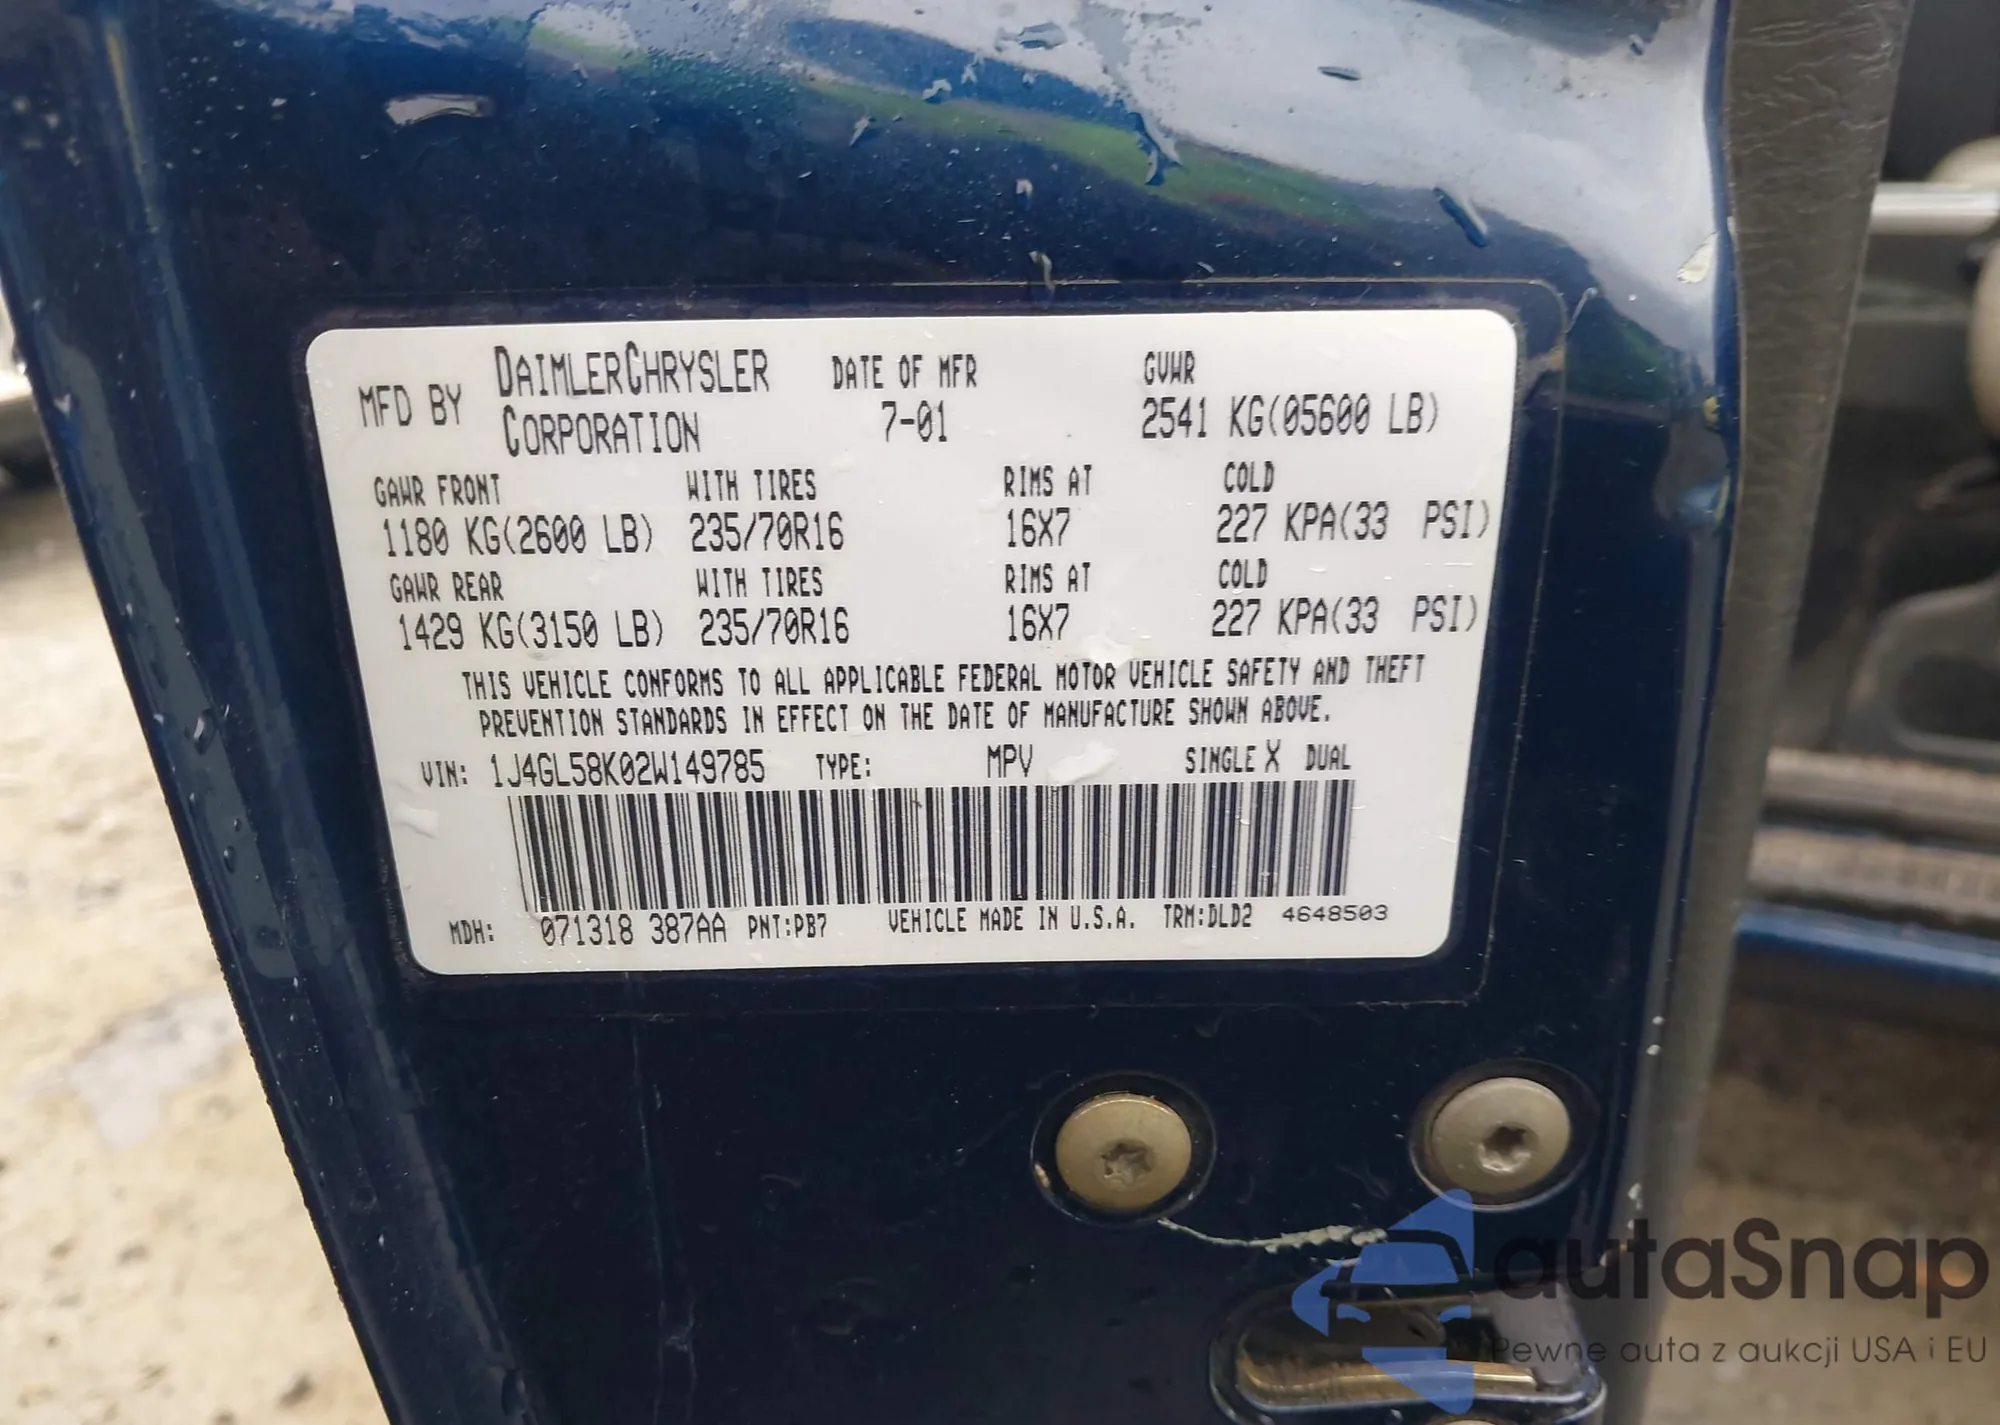 MFD BY DAIMLERCHRYSLER CORPORATION DATE OF MFR 7-01 GVWR 2541 KG(05600 LB)
GAWR FRONT WITH TIRES RIMS AT COLD
1180 KG(2600 LB) 235/70R16 16X7 227 KPA(33 PSI)
GAWR REAR WITH TIRES RIMS AT COLD
1429 KG(3150 LB) 235/70R16 16X7 227 KPA(33 PSI)
THIS VEHICLE CONFORMS TO ALL APPLICABLE FEDERAL MOTOR VEHICLE SAFETY AND THEFT
PREVENTION STANDARDS IN EFFECT ON THE DATE OF MANUFACTURE SHOWN ABOVE.
VIN: 1J4GL58K02W149785 TYPE: MPV SINGLE X DUAL
MDH: 071318 387AA PNT:PB7 VEHICLE MADE IN U.S.A. TRM:DLD2 4648503
autaSnap
Pewne auta z aukcji USA i EU